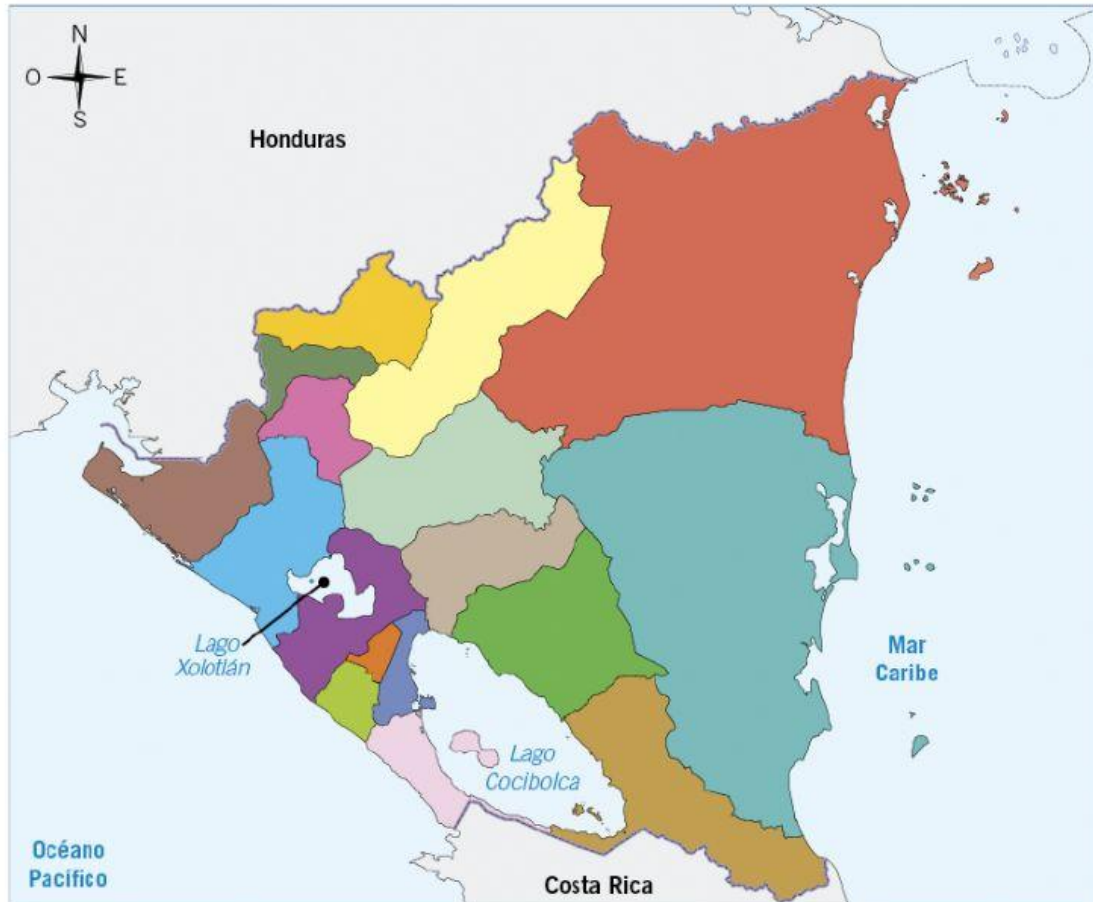 N
O
E
S
Honduras
Lago
Xolotlán
Mar
Caribe
Lago
Cocibolca
Océano
Pacífico
Costa Rica